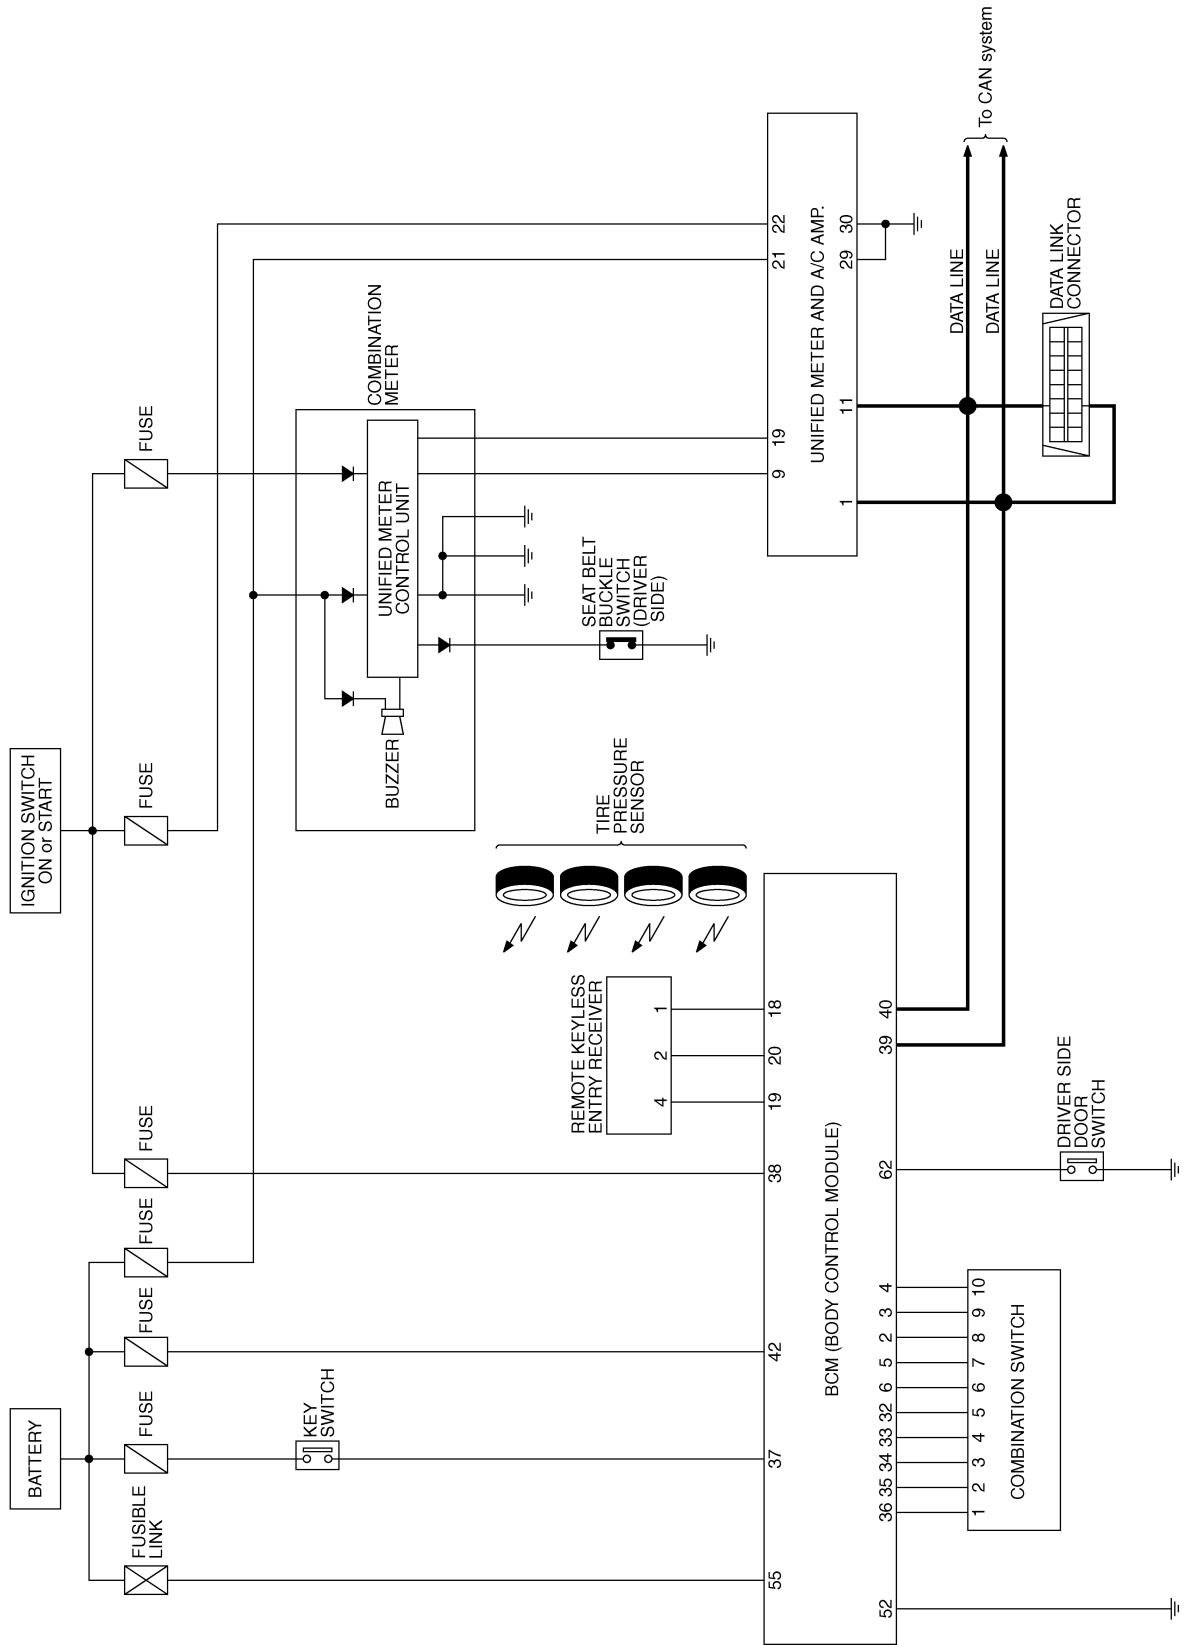 BATTERY
IGNITION SWITCH
ON or START
FUSIBLE
LINK
FUSE
FUSE
FUSE
FUSE
FUSE
FUSE
KEY
SWITCH
COMBINATION
METER
UNIFIED METER
CONTROL UNIT
BUZZER
SEAT BELT
BUCKLE
SWITCH
(DRIVER
SIDE)
TIRE
PRESSURE
SENSOR
REMOTE KEYLESS
ENTRY RECEIVER
4
2
1
55
37
42
38
19
20
18
BCM (BODY CONTROL MODULE)
52
36
35
34
33
32
6
5
2
3
4
62
39
40
1
2
3
4
5
6
7
8
9
10
COMBINATION SWITCH
DRIVER SIDE
DOOR
SWITCH
9
19
21
22
UNIFIED METER AND A/C AMP.
1
11
29
30
DATA LINE
DATA LINE
To CAN system
DATA LINK
CONNECTOR